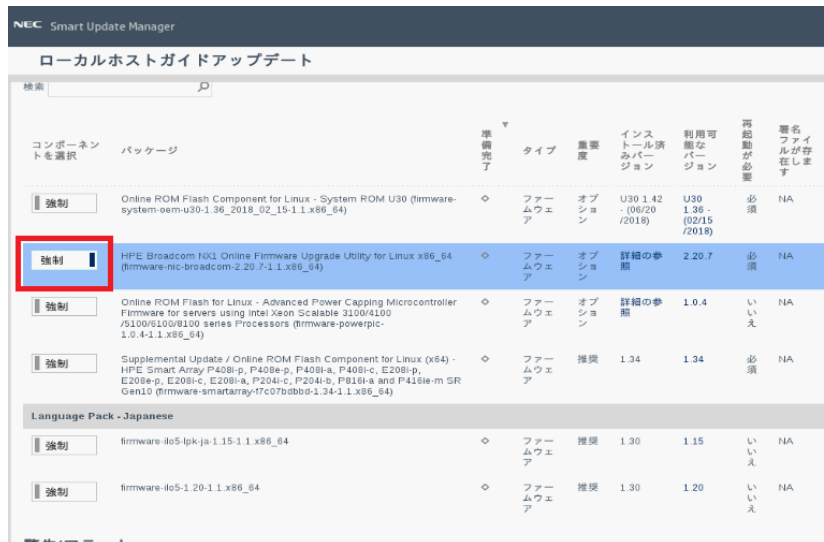 NEC Smart Update Manager
ローカルホストガイドアップデート
検索
コンポーネン
トを選択
パッケージ
準備完了
タイプ
重要
度
インス
トール済
みバー
ジョン
利用可
能な
バー
ジョン
再起動が必要
署名
ファイ
ルが存
在しま
す
強制
Online ROM Flash Component for Linux - System ROM U30 (firmware-
system-oem-u30-1.36_2018_02_15-1.1.x86_64)
ファー
ムウェ
ア
オプ
ショ
ン
U30 1.42
- (06/20
/2018)
U30
1.36 -
(02/15
/2018)
必
須
NA
強制
HPE Broadcom NX1 Online Firmware Upgrade Utility for Linux x86_64
(firmware-nic-broadcom-2.20.7-1.1.x86_64)
ファー
ムウェ
ア
オプ
ショ
ン
詳細の参
照
2.20.7
必
須
NA
強制
Online ROM Flash for Linux - Advanced Power Capping Microcontroller
Firmware for servers using Intel Xeon Scalable 3100/4100
/5100/6100/8100 series Processors (firmware-powerpic-
1.0.4-1.1.x86_64)
ファー
ムウェ
ア
オプ
ショ
ン
詳細の参
照
1.0.4
い
い
え
NA
強制
Supplemental Update / Online ROM Flash Component for Linux (x64) -
HPE Smart Array P408i-p, P408e-p, P408i-a, P408i-c, E208i-p,
E208e-p, E208i-c, E208i-a, P204i-c, P204i-b, P816i-a and P416ie-m SR
Gen10 (firmware-smartarray-f7c07bdbbd-1.34-1.1.x86_64)
ファー
ムウェ
ア
推奨
1.34
1.34
必
須
NA
Language Pack - Japanese
強制
firmware-ilo5-lpk-ja-1.15-1.1.x86_64
ファー
ムウェ
ア
推奨
1.30
1.15
い
い
え
NA
強制
firmware-ilo5-1.20-1.1.x86_64
ファー
ムウェ
ア
推奨
1.30
1.20
い
い
え
NA